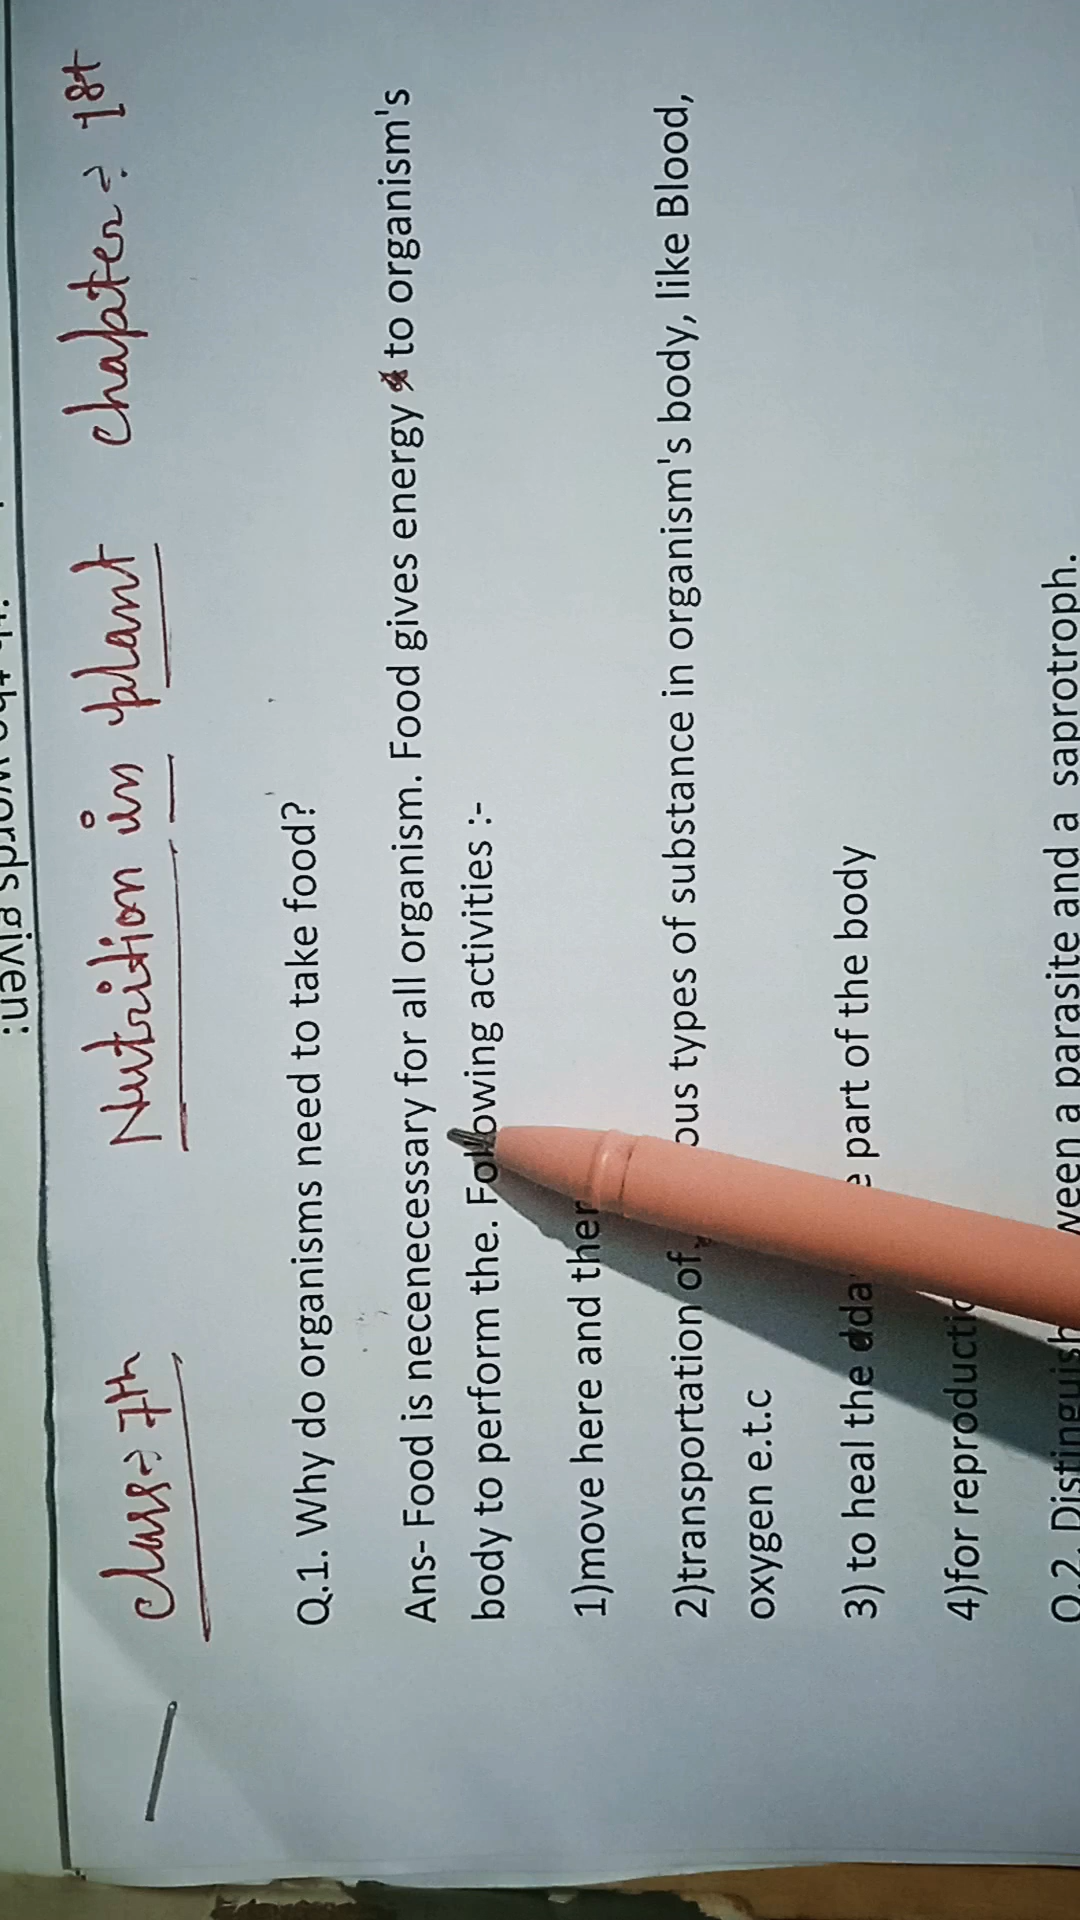 words given:
Class:- 7th Nutrition in plant Chapter:- 1st
Q.1. Why do organisms need to take food?
Ans- Food is necenecessary for all organism. Food gives energy to organism's
body to perform the. Following activities :-
1)move here and ther
2)transportation of ous types of substance in organism's body, like Blood,
oxygen e.t.c
3) to heal the part of the body
4)for reproductio
Q.2. Distinguish ween a parasite and a saprotroph.